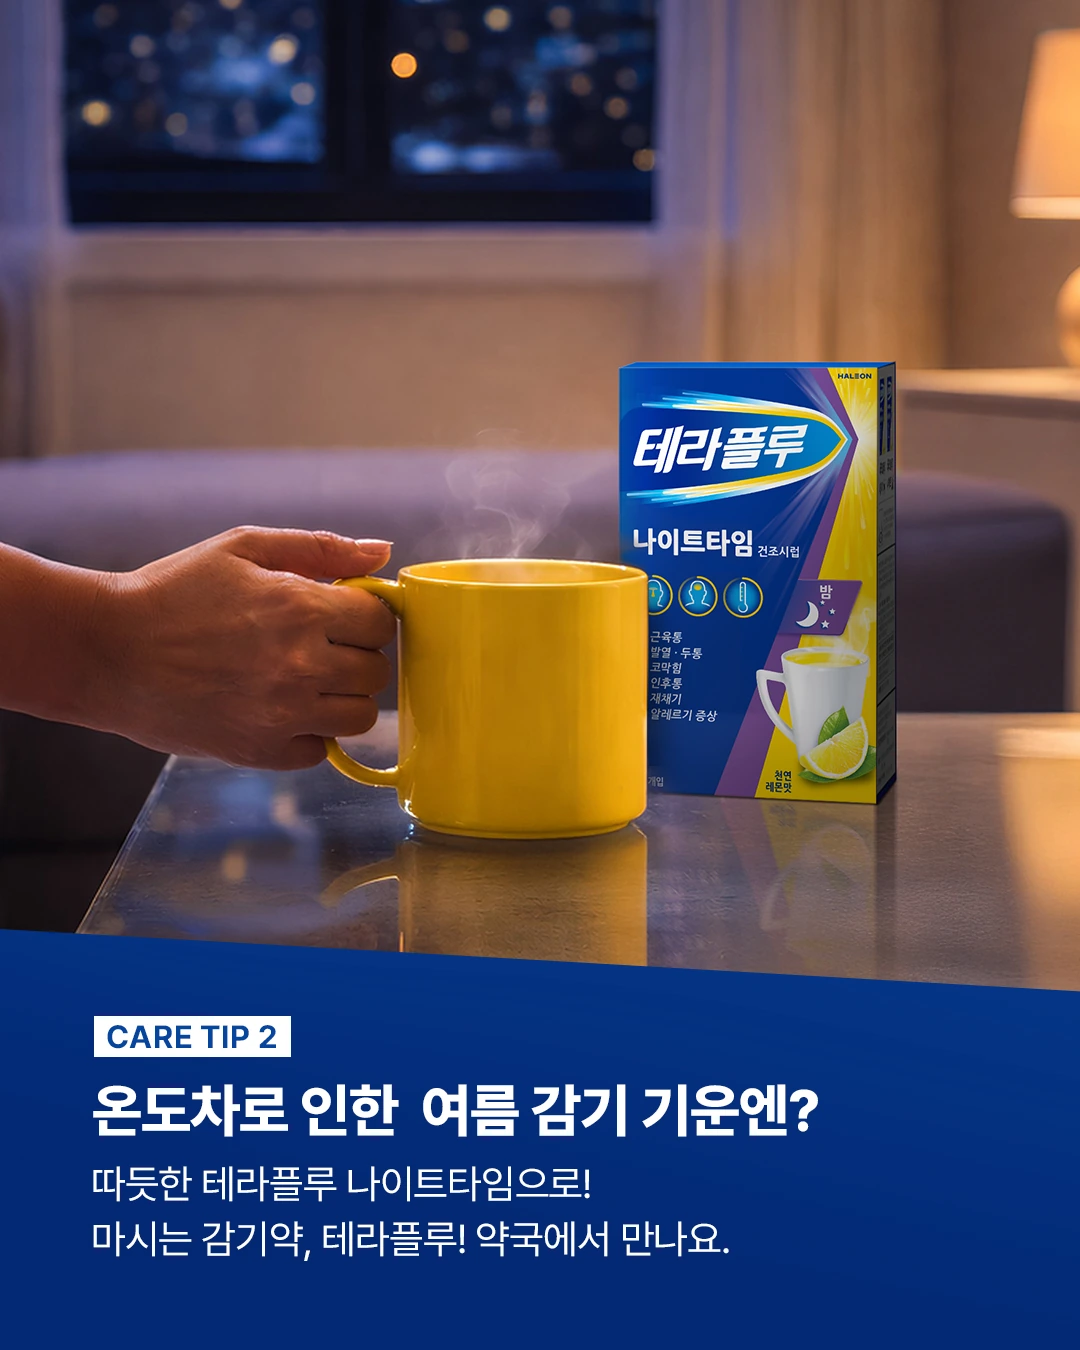 HALEON
테라플루
나이트타임 건조시럽
밤
근육통
발열 · 두통
코막힘
인후통
재채기
알레르기 증상
개입
천연
레몬맛
CARE TIP 2
온도차로 인한 여름 감기 기운엔?
따듯한 테라플루 나이트타임으로!
마시는 감기약, 테라플루! 약국에서 만나요.